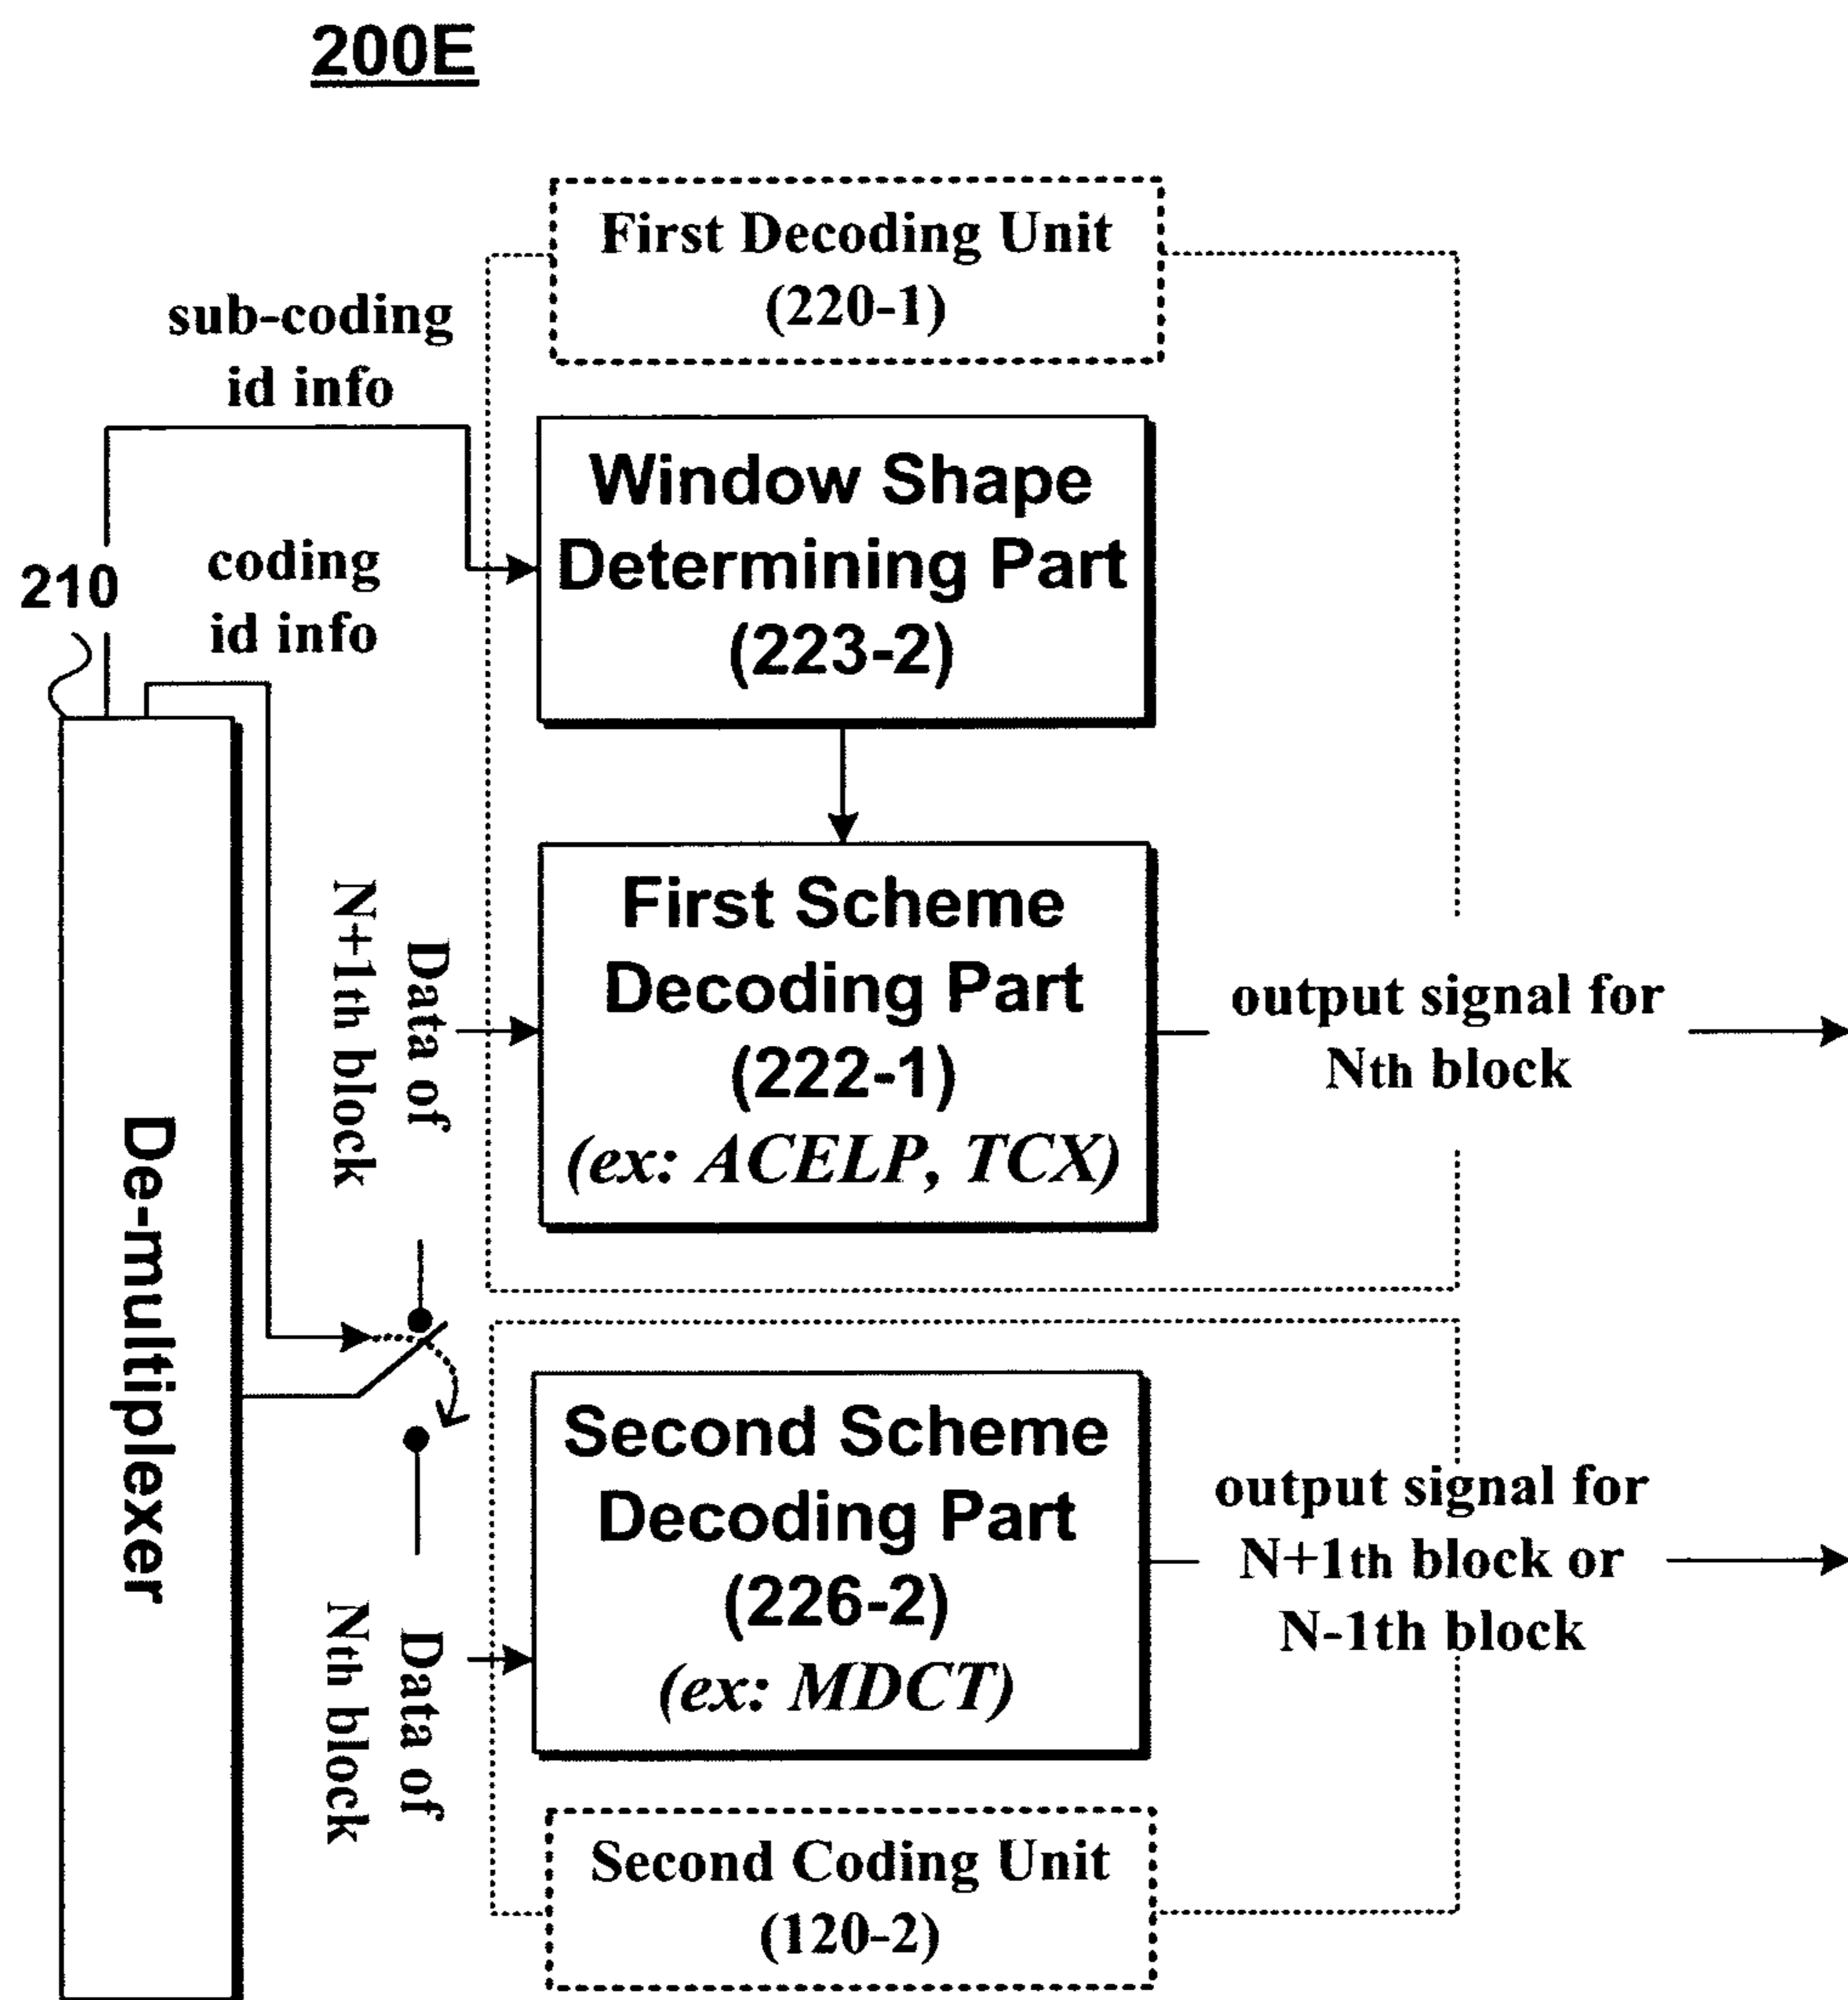 200E
First Decoding Unit
(220-1)
sub-coding
id info
Window Shape
Determining Part
(223-2)
210
coding
id info
First Scheme
Decoding Part
(222-1)
(ex: ACELP, TCX)
Data of
N+1th block
output signal for
Nth block
De-multiplexer
Second Scheme
Decoding Part
(226-2)
(ex: MDCT)
Data of
Nth block
output signal for
N+1th block or
N-1th block
Second Coding Unit
(120-2)